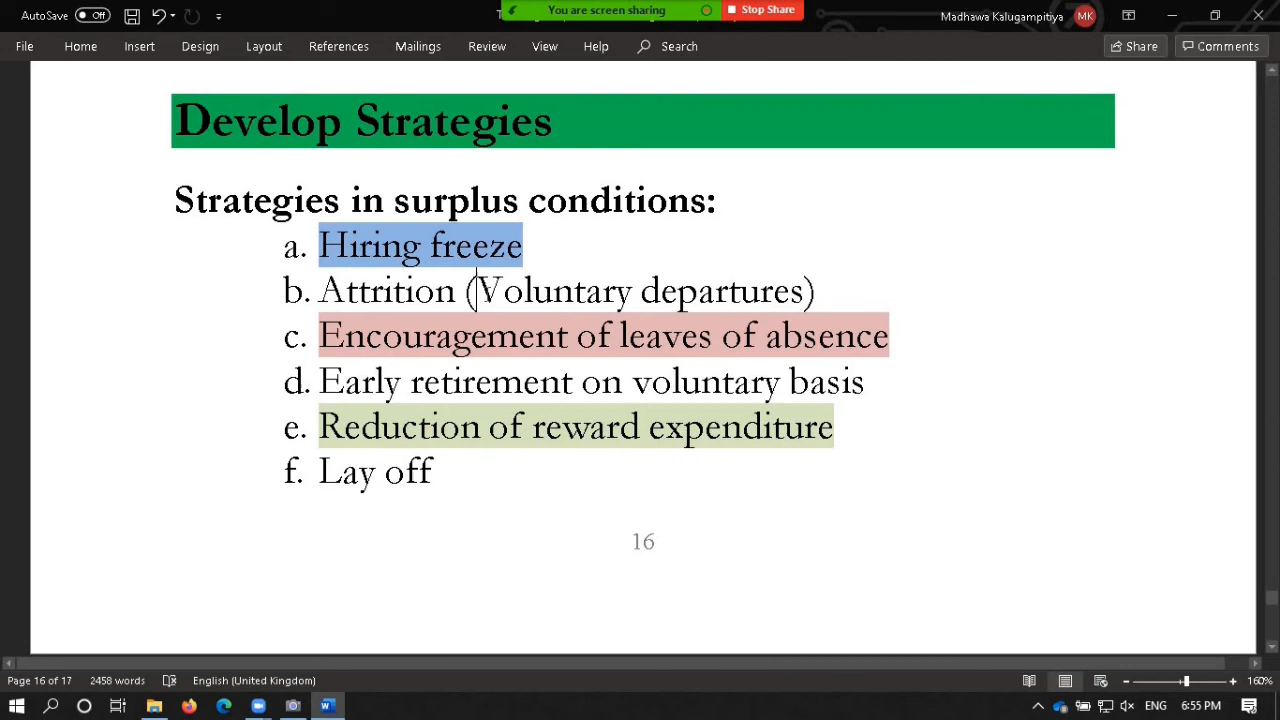 AutoSave Off
You are screen sharing
Stop Share
Madhawa Kalugampitiya MK
File Home Insert Design Layout References Mailings Review View Help Search Share Comments
Develop Strategies
Strategies in surplus conditions:
a. Hiring freeze
b. Attrition (Voluntary departures)
c. Encouragement of leaves of absence
d. Early retirement on voluntary basis
e. Reduction of reward expenditure
f. Lay off
16
Page 16 of 17 2458 words English (United Kingdom) 160%
ENG 6:55 PM